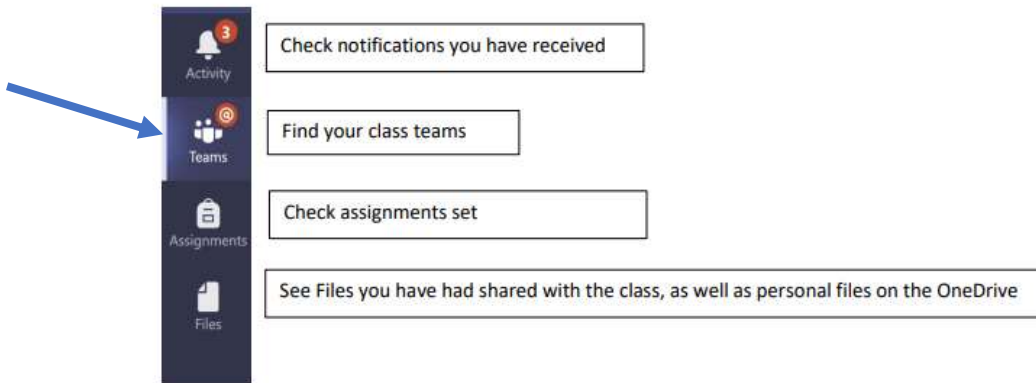 3
Activity
Check notifications you have received
@
Teams
Find your class teams
Assignments
Check assignments set
Files
See Files you have had shared with the class, as well as personal files on the OneDrive